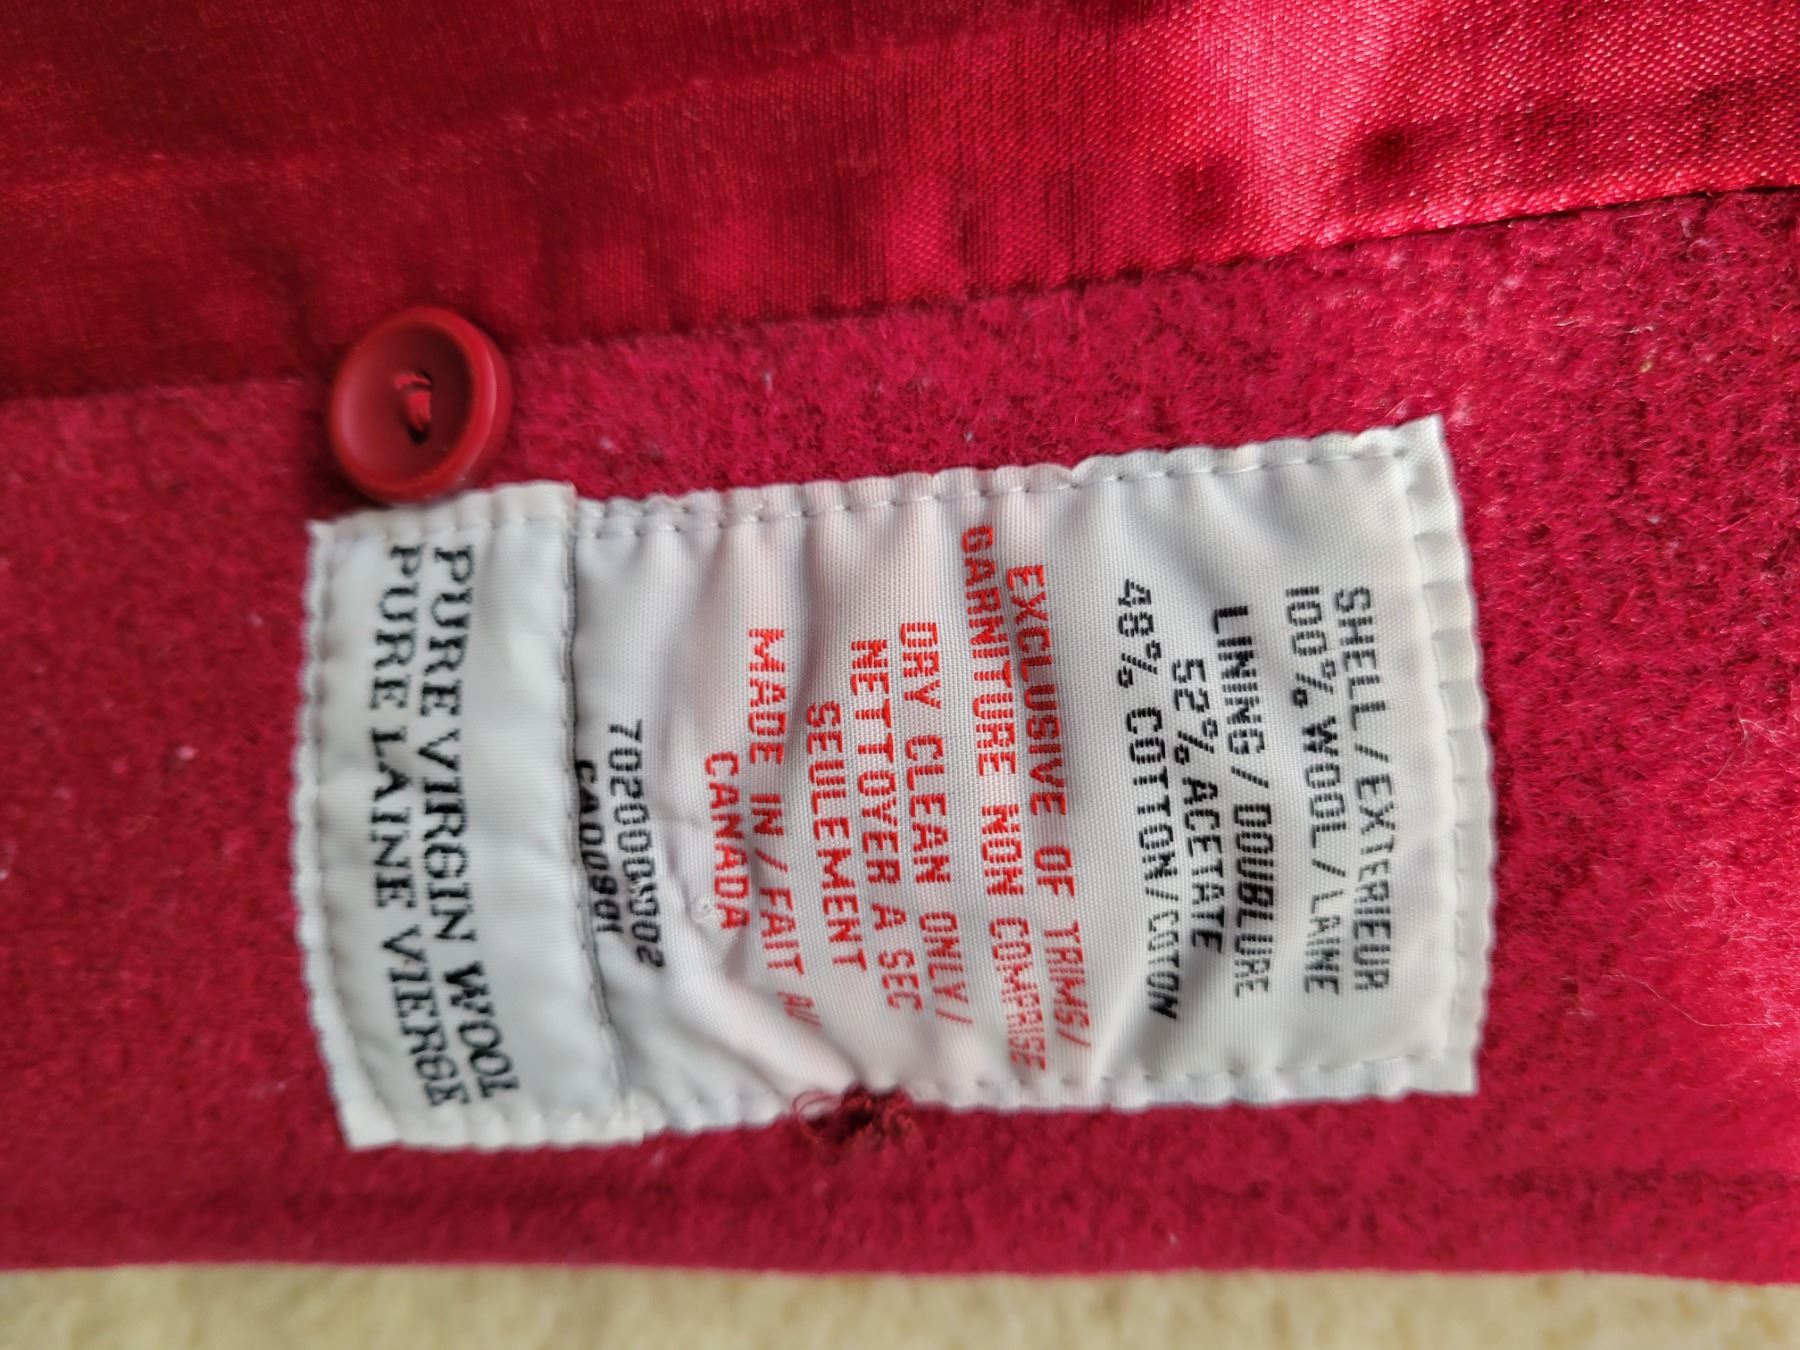 SHELL/EXTERIEUR
100% WOOL/LAINE
LINING/DOUBLURE
52% ACETATE
48% COTTON/COTON
EXCLUSIVE OF TRIMS/
GARNITURE NON COMPRISE
DRY CLEAN ONLY/
NETTOYER A SEC
SEULEMENT
MADE IN/FAIT AU
CANADA
CA00901
PURE VIRGIN WOOL
PURE LAINE VIERGE